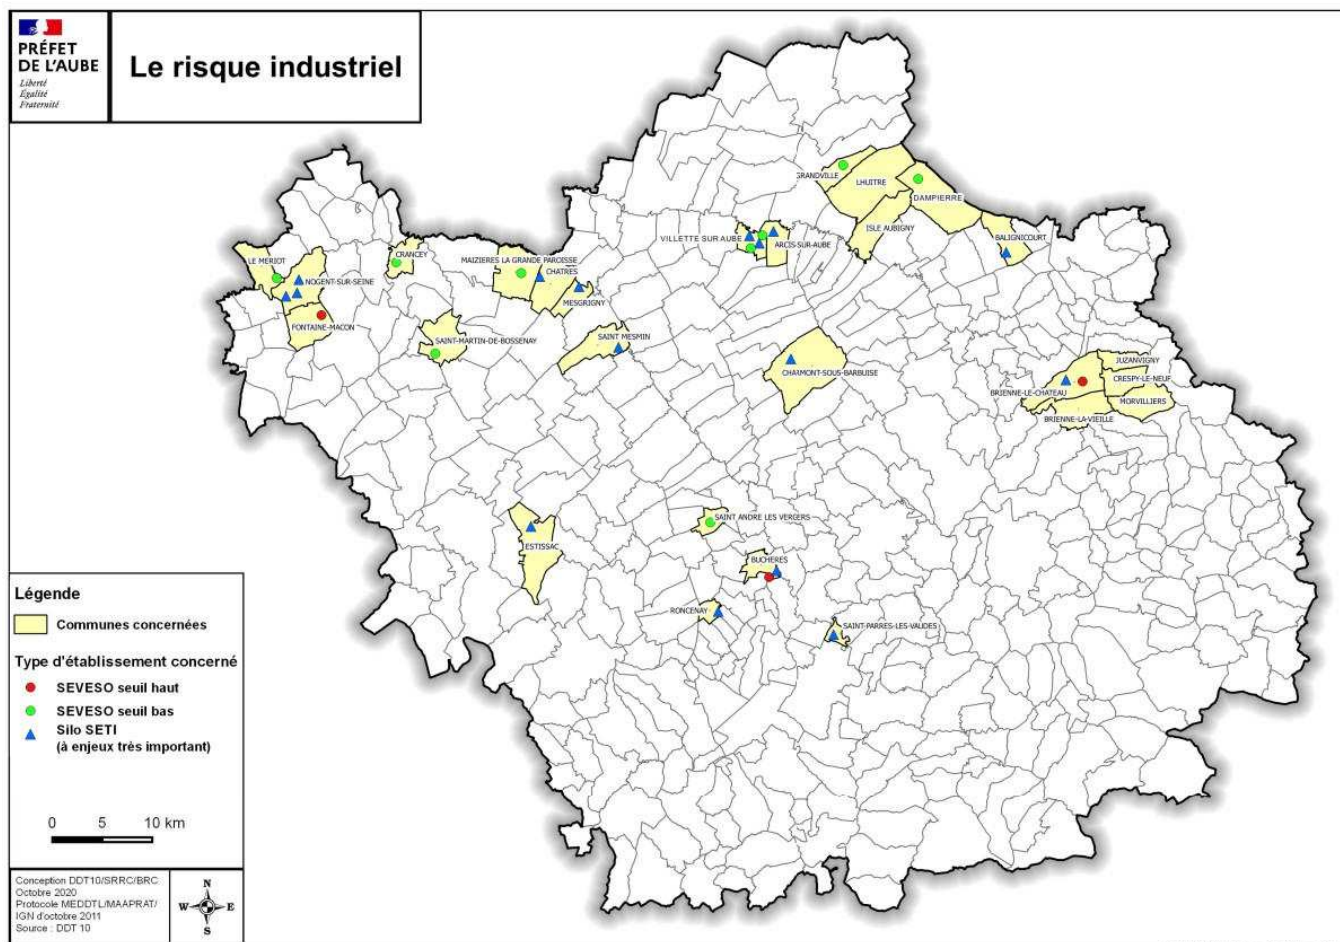 PRÉFET
DE L'AUBE
Liberté
Égalité
Fraternité
Le risque industriel
GRANDVILLE
LHUITRE
DAMPIERRE
ISLE AUBIGNY
BALIGNICOURT
VILLETTE SUR AUBE
ARCIS-SUR-AUBE
CRANCEY
LE MERIOT
NOGENT-SUR-SEINE
MAIZIERES LA GRANDE PAROISSE
CHATRES
MESGRIGNY
FONTAINE-MACON
SAINT-MARTIN-DE-BOSSENAY
SAINT MESMIN
CHARMONT-SOUS-BARBUISE
JUZANVIGNY
CRESPY-LE-NEUF
BRIENNE-LE-CHATEAU
MORVILLIERS
BRIENNE-LA-VIEILLE
SAINT ANDRE LES VERGERS
ESTISSAC
BUCHERES
RONCENAY
SAINT-PARRES-LES-VAUDES
Légende
Communes concernées
Type d'établissement concerné
SEVESO seuil haut
SEVESO seuil bas
Silo SETI
(à enjeux très important)
0 5 10 km
Conception DDT10/SRRC/BRC
Octobre 2020
Protocole MEDDTL/MAAPRAT/
IGN d'octobre 2011
Source : DDT 10
N
W E
S